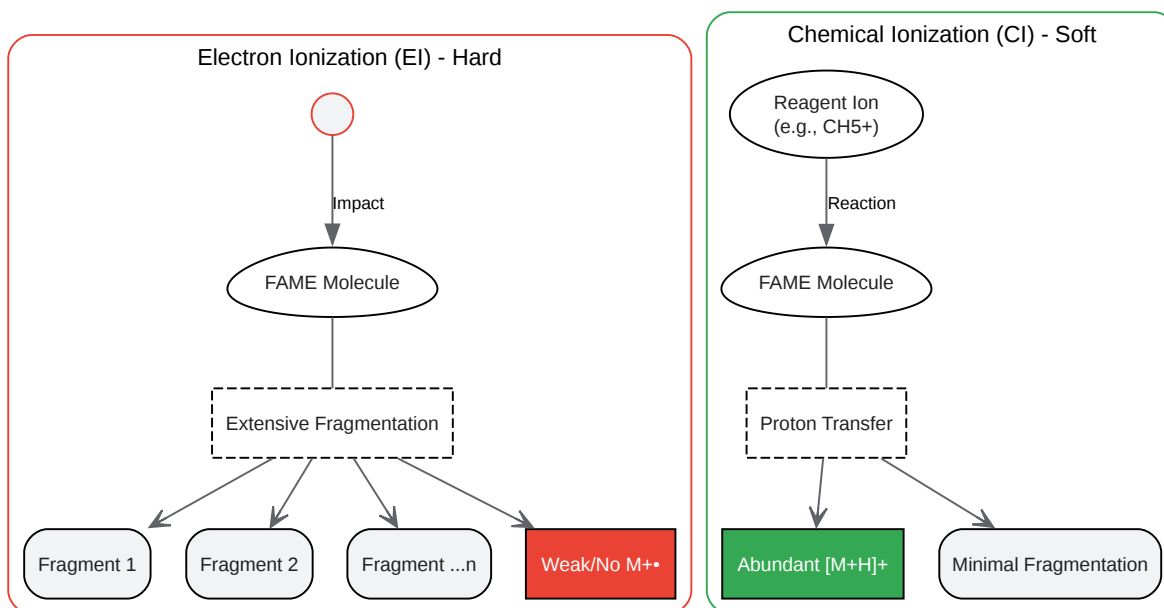 Electron Ionization (EI) - Hard
Impact
FAME Molecule
Extensive Fragmentation
Fragment 1
Fragment 2
Fragment ...n
Weak/No M+•
Chemical Ionization (CI) - Soft
Reagent Ion
(e.g., CH5+)
Reaction
FAME Molecule
Proton Transfer
Abundant [M+H]+
Minimal Fragmentation